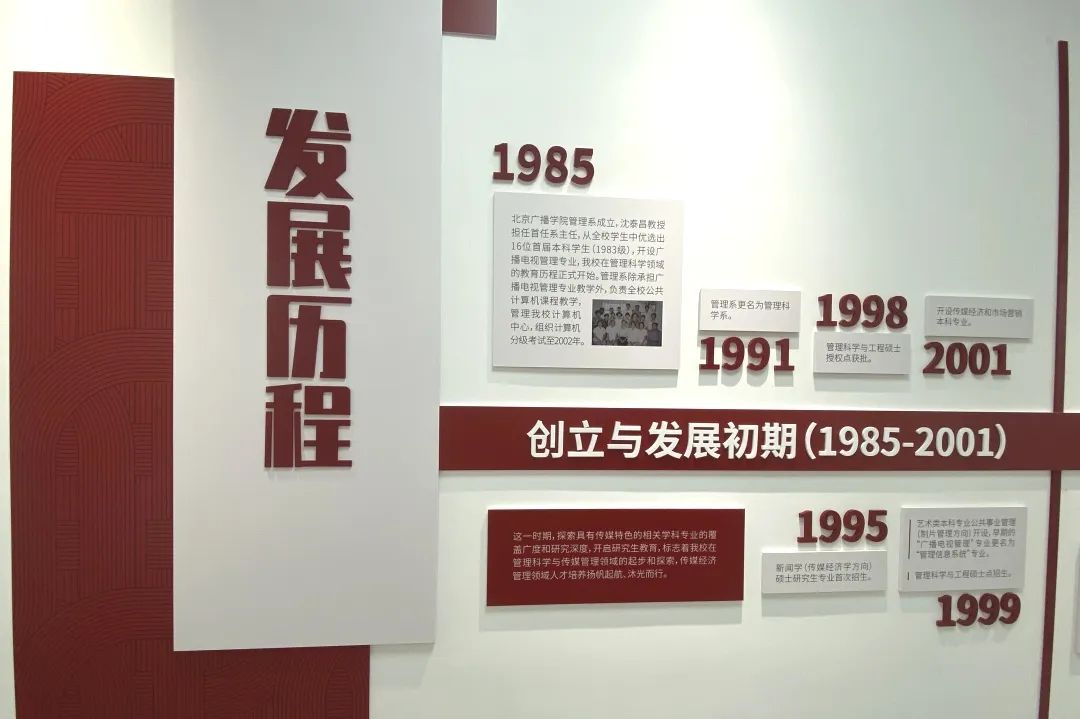 发展历程
1985
北京广播学院管理系成立，沈泰昌教授
担任首任系主任，从全校学生中优选出
16位首届本科学生（1983级），开设广
播电视管理专业，我校在管理科学领域
的教育历程正式开始。管理系除承担广
播电视管理专业教学外，负责全校公共
计算机课程教学，
管理我校计算机
中心，组织计算机
分级考试至2002年。
管理系更名为管理科
学系。
1991
1998
管理科学与工程硕士
授权点获批。
开设传媒经济和市场营销
本科专业。
2001
创立与发展初期（1985-2001）
这一时期，探索具有传媒特色的相关学科专业的覆
盖广度和研究深度，开启研究生教育，标志着我校在
管理科学与传媒管理领域的起步和探索，传媒经济
管理领域人才培养扬帆起航、沐光而行。
1995
新闻学（传媒经济学方向）
硕士研究生专业首次招生。
艺术类本科专业公共事业管理
（制片管理方向）开设，早期的
“广播电视管理”专业更名为
“管理信息系统”专业。
管理科学与工程硕士点招生。
1999